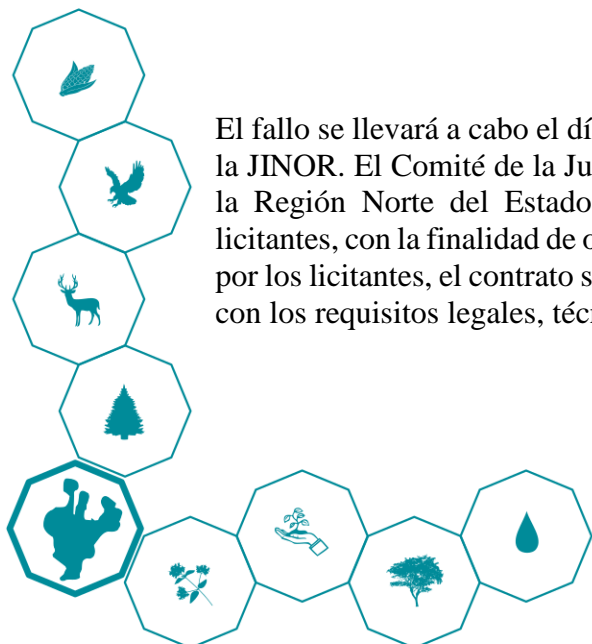 El fallo se llevará a cabo el dí
la JINOR. El Comité de la Ju
la Región Norte del Estado
licitantes, con la finalidad de o
por los licitantes, el contrato s
con los requisitos legales, técn